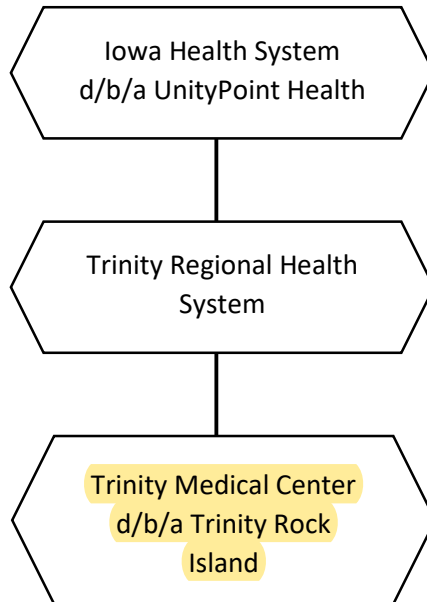 Iowa Health System
d/b/a UnityPoint Health
Trinity Regional Health
System
Trinity Medical Center
d/b/a Trinity Rock
Island